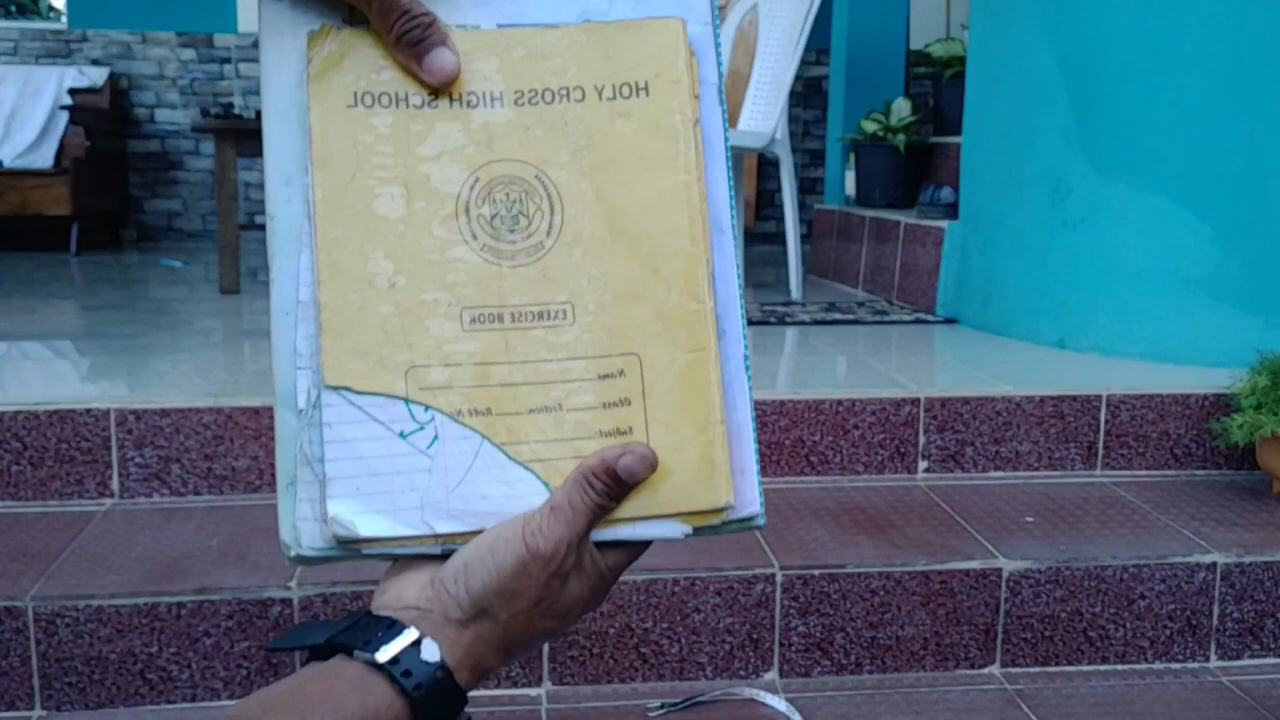 HOLY CROSS HIGH SCHOOL
EXERCISE BOOK
Name
Class: Section: Roll No
Subject: